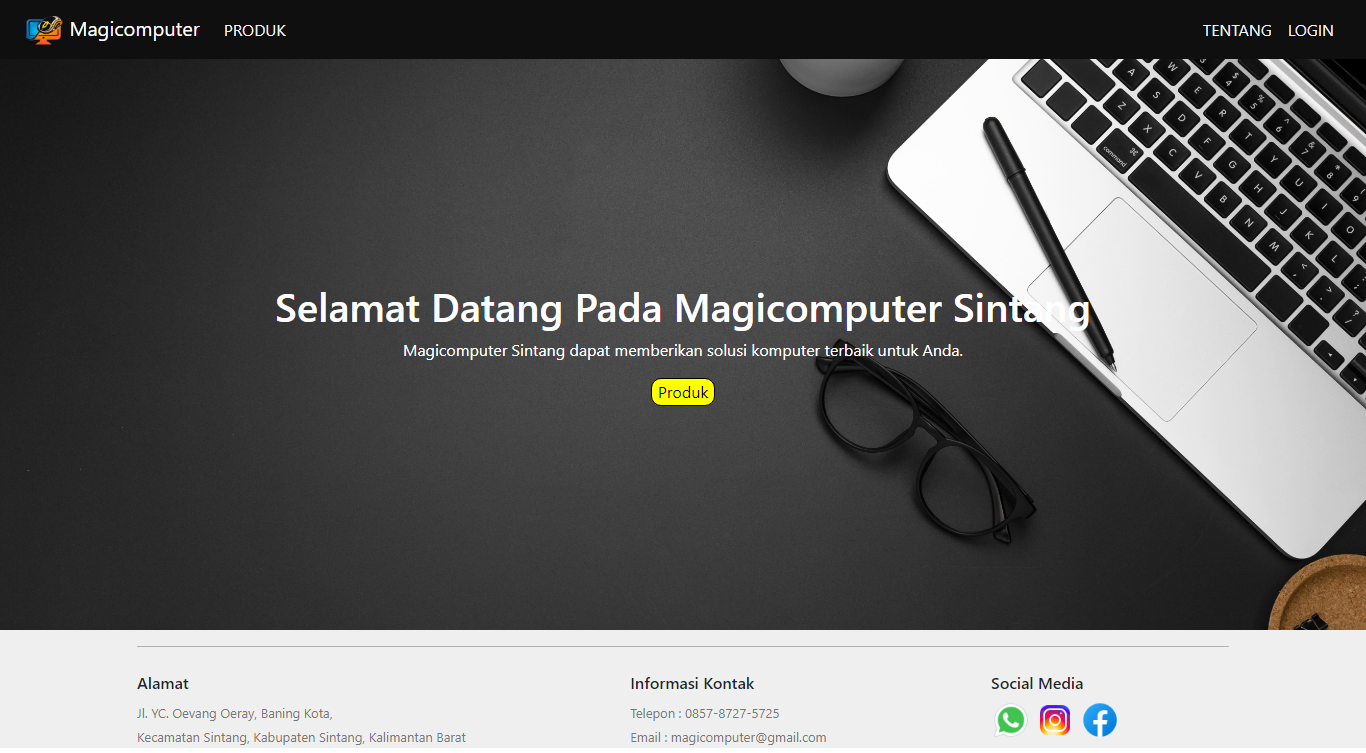 Magicomputer PRODUK TENTANG LOGIN
Selamat Datang Pada Magicomputer Sintang
Magicomputer Sintang dapat memberikan solusi komputer terbaik untuk Anda.
Produk
Alamat
Jl. YC. Oevang Oeray, Baning Kota,
Kecamatan Sintang, Kabupaten Sintang, Kalimantan Barat
Informasi Kontak
Telepon : 0857-8727-5725
Email : magicomputer@gmail.com
Social Media